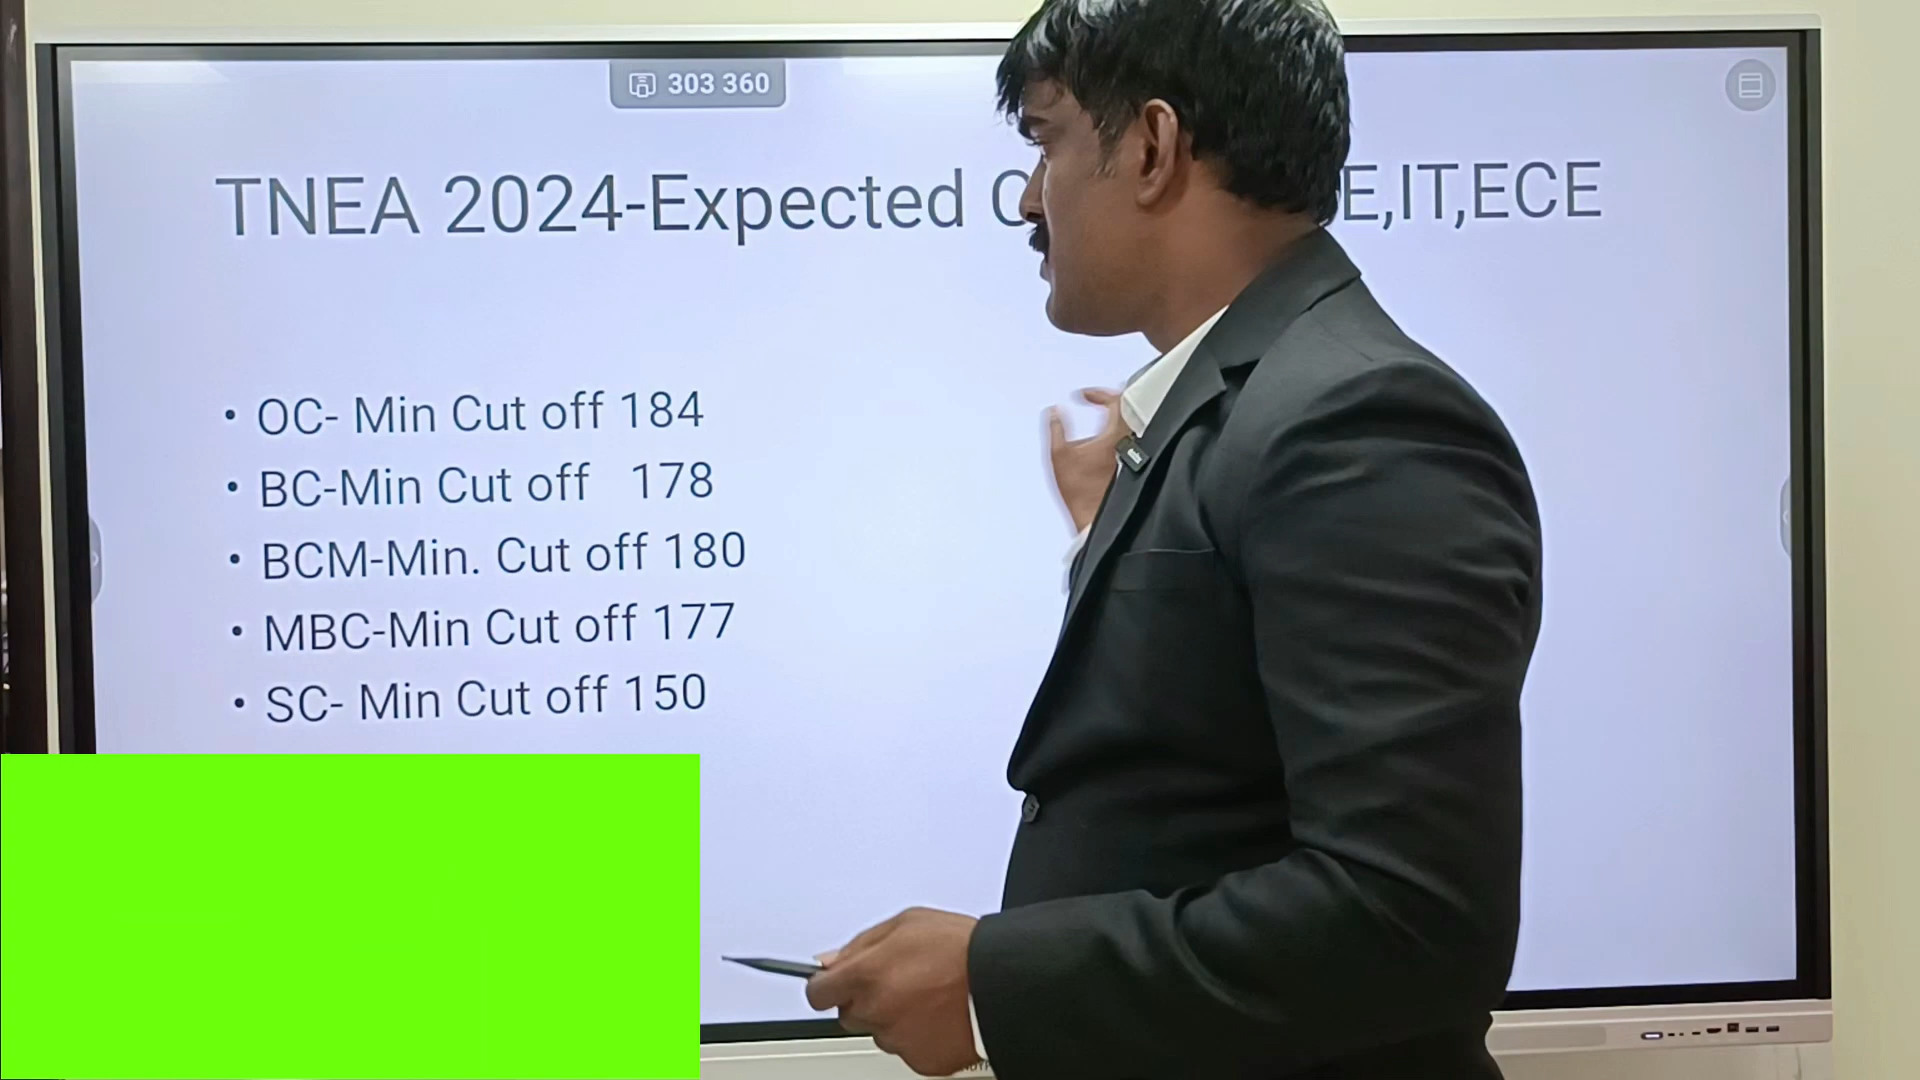 303 360
TNEA 2024-Expected E,IT,ECE
• OC- Min Cut off 184
• BC-Min Cut off 178
• BCM-Min. Cut off 180
• MBC-Min Cut off 177
• SC- Min Cut off 150